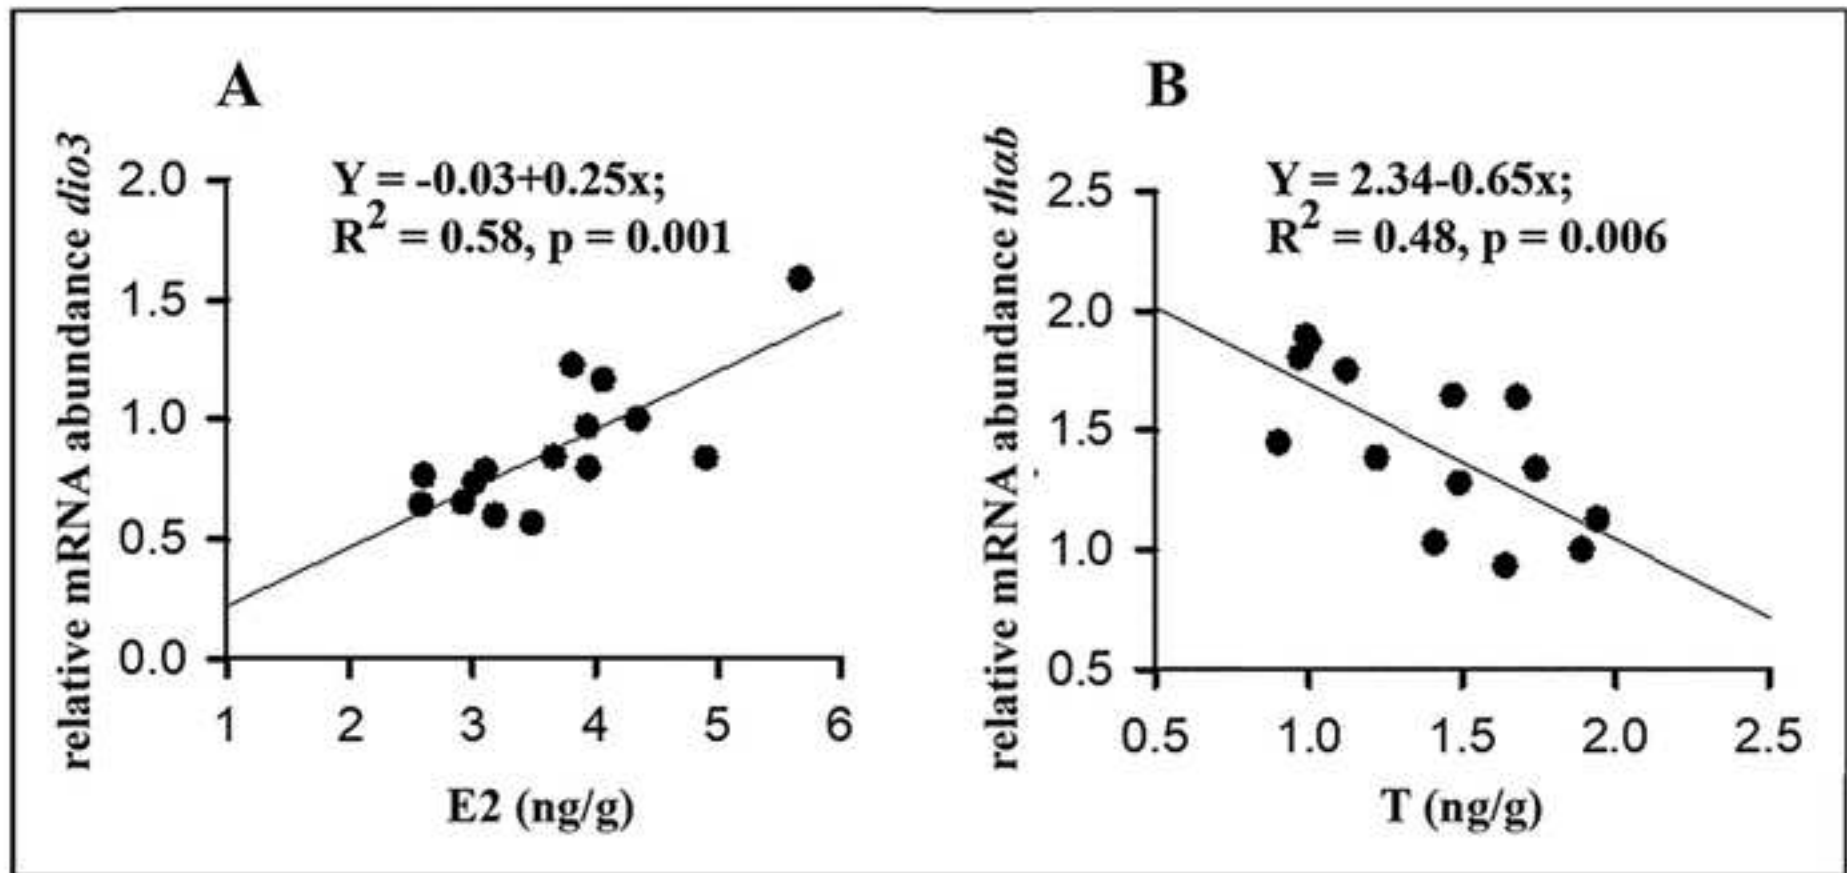 A
Y = -0.03+0.25x;
R² = 0.58, p = 0.001
relative mRNA abundance dio3
2.0
1.5
1.0
0.5
0.0
1 2 3 4 5 6
E2 (ng/g)
B
Y = 2.34-0.65x;
R² = 0.48, p = 0.006
relative mRNA abundance thab
2.5
2.0
1.5
1.0
0.5
0.5 1.0 1.5 2.0 2.5
T (ng/g)